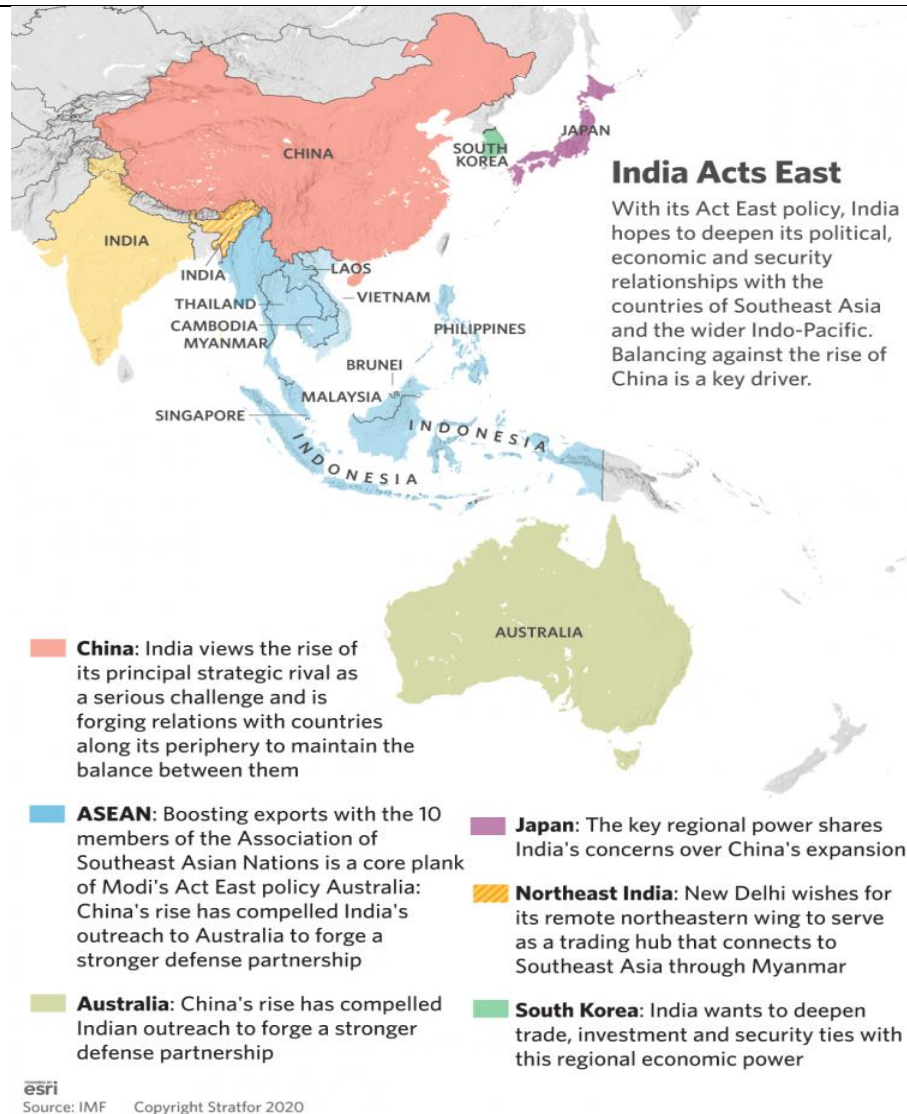 CHINA
JAPAN
SOUTH
KOREA
India Acts East
With its Act East policy, India
hopes to deepen its political,
economic and security
relationships with the
countries of Southeast Asia
and the wider Indo-Pacific.
Balancing against the rise of
China is a key driver.
INDIA
INDIA
LAOS
THAILAND
VIETNAM
CAMBODIA
MYANMAR
PHILIPPINES
BRUNEI
MALAYSIA
SINGAPORE
INDONESIA
INDONESIA
AUSTRALIA
China: India views the rise of
its principal strategic rival as
a serious challenge and is
forging relations with countries
along its periphery to maintain the
balance between them
ASEAN: Boosting exports with the 10
members of the Association of
Southeast Asian Nations is a core plank
of Modi's Act East policy Australia:
China's rise has compelled India's
outreach to Australia to forge a
stronger defense partnership
Australia: China's rise has compelled
Indian outreach to forge a stronger
defense partnership
Japan: The key regional power shares
India's concerns over China's expansion
Northeast India: New Delhi wishes for
its remote northeastern wing to serve
as a trading hub that connects to
Southeast Asia through Myanmar
South Korea: India wants to deepen
trade, investment and security ties with
this regional economic power
POWERED BY
esri
Source: IMF Copyright Stratfor 2020